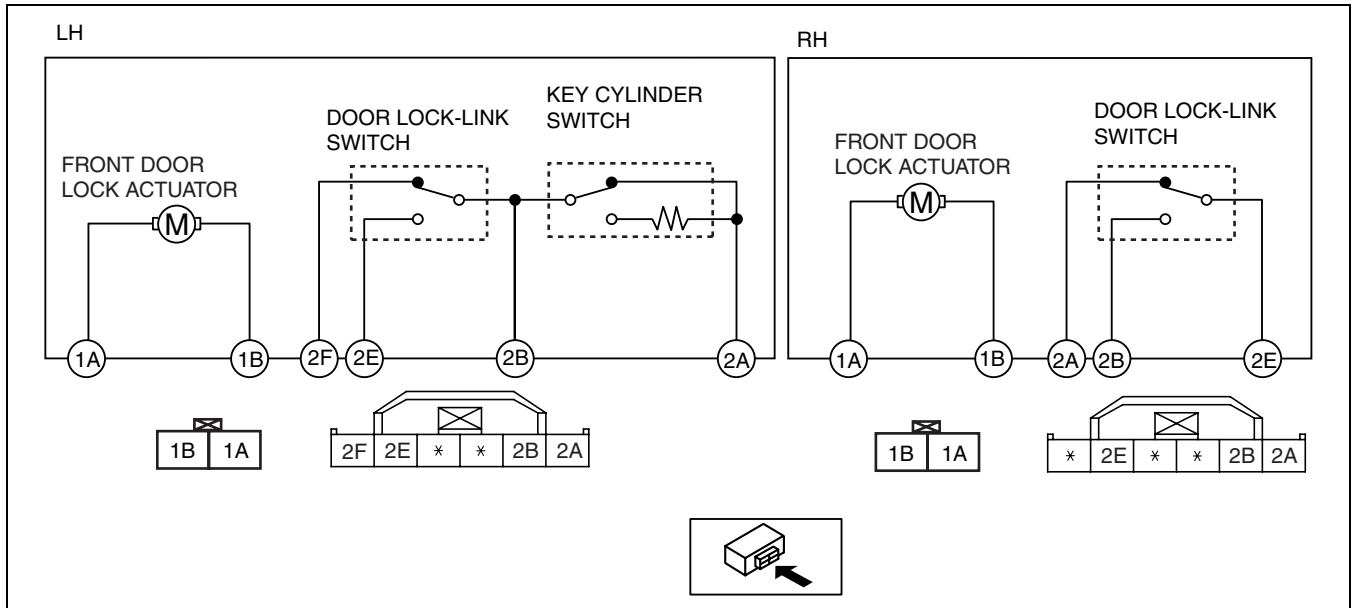 LH
RH
KEY CYLINDER
SWITCH
DOOR LOCK-LINK
SWITCH
FRONT DOOR
LOCK ACTUATOR
M
DOOR LOCK-LINK
SWITCH
FRONT DOOR
LOCK ACTUATOR
M
1A 1B 2F 2E 2B 2A
1A 1B 2A 2B 2E
1B 1A
2F 2E * * 2B 2A
1B 1A
* 2E * * 2B 2A